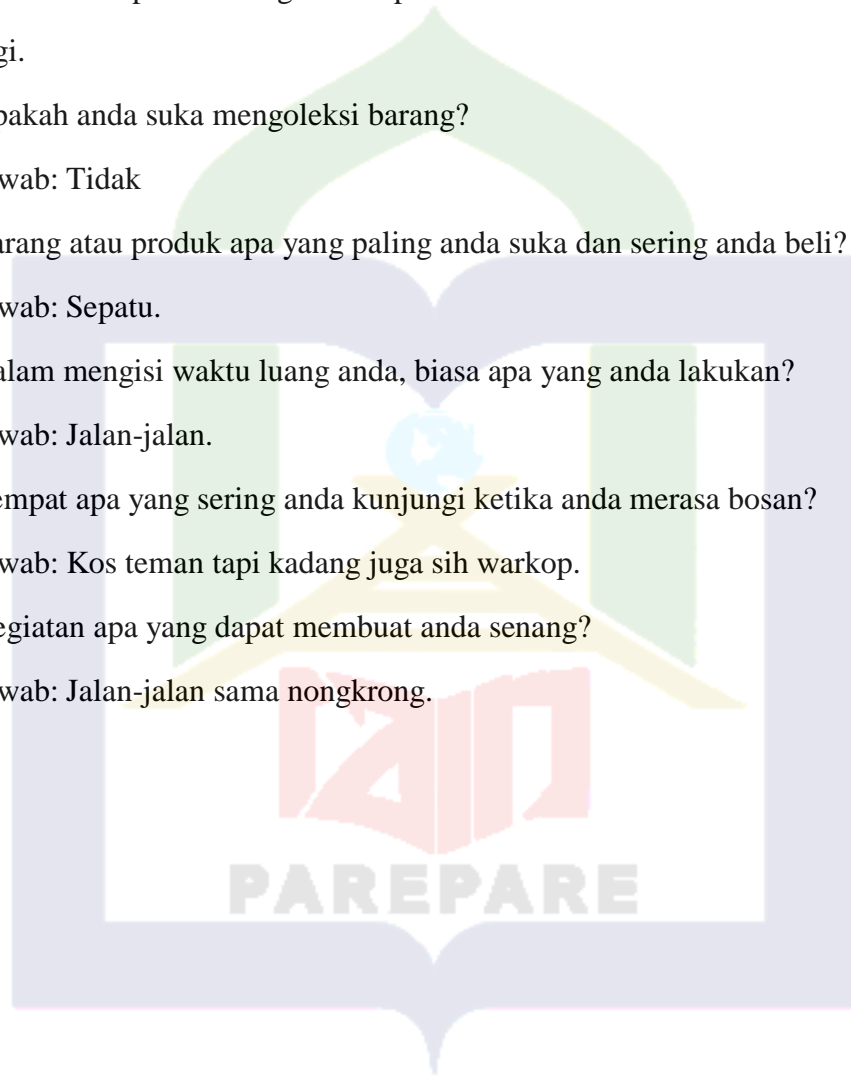 gi.
pakah anda suka mengoleksi barang?
wab: Tidak
arang atau produk apa yang paling anda suka dan sering anda beli?
wab: Sepatu.
alam mengisi waktu luang anda, biasa apa yang anda lakukan?
wab: Jalan-jalan.
empat apa yang sering anda kunjungi ketika anda merasa bosan?
wab: Kos teman tapi kadang juga sih warkop.
egiatan apa yang dapat membuat anda senang?
wab: Jalan-jalan sama nongkrong.
PAREPARE